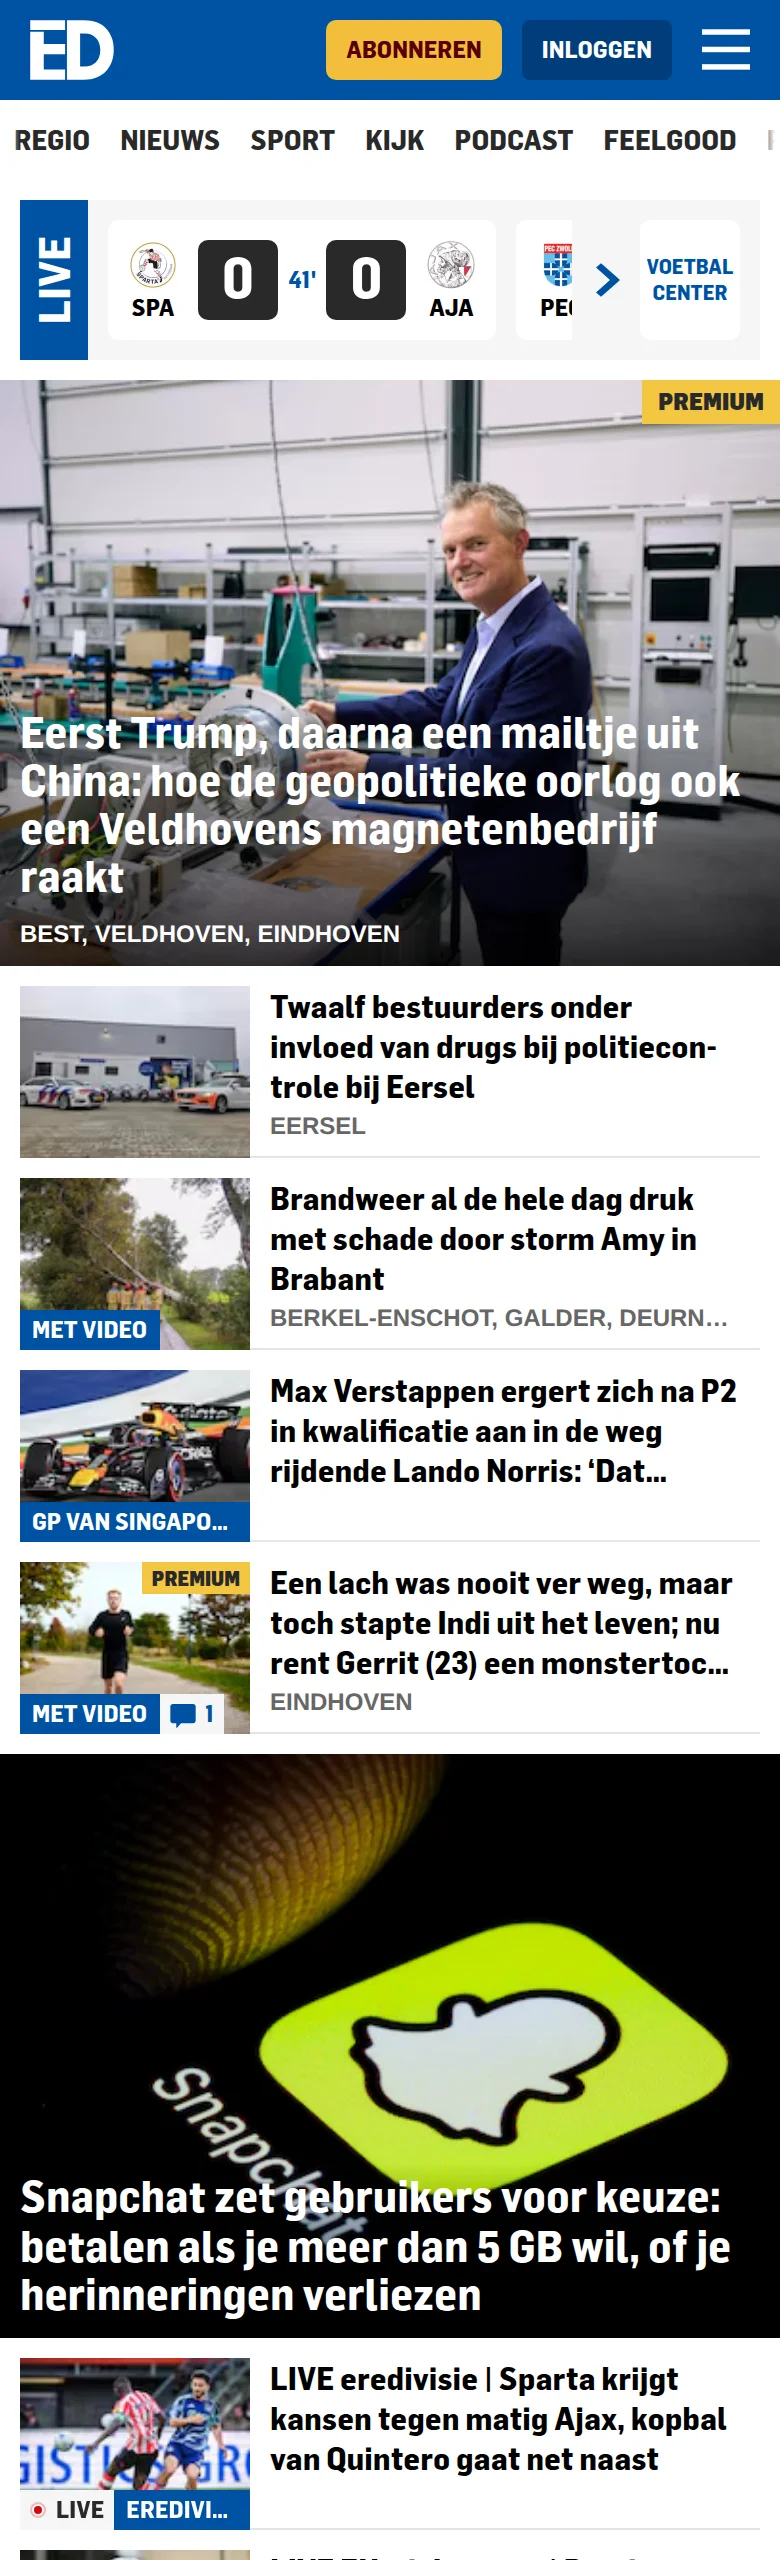 ED
ABONNEREN
INLOGGEN
REGIO NIEUWS SPORT KIJK PODCAST FEELGOOD
LIVE
SPA
0
41'
0
AJA
PEC ZWOLLE
VOETBAL
CENTER
PREMIUM
Eerst Trump, daarna een mailtje uit
China: hoe de geopolitieke oorlog ook
een Veldhovens magnetenbedrijf
raakt
BEST, VELDHOVEN, EINDHOVEN
Twaalf bestuurders onder
invloed van drugs bij politiecon-
trole bij Eersel
EERSEL
MET VIDEO
Brandweer al de hele dag druk
met schade door storm Amy in
Brabant
BERKEL-ENSCHOT, GALDER, DEURN…
GP VAN SINGAPO…
Max Verstappen ergert zich na P2
in kwalificatie aan in de weg
rijdende Lando Norris: ‘Dat…
PREMIUM
MET VIDEO
1
Een lach was nooit ver weg, maar
toch stapte Indi uit het leven; nu
rent Gerrit (23) een monstertoc…
EINDHOVEN
Snapchat
Snapchat zet gebruikers voor keuze:
betalen als je meer dan 5 GB wil, of je
herinneringen verliezen
LIVE
EREDIVI…
LIVE eredivisie | Sparta krijgt
kansen tegen matig Ajax, kopbal
van Quintero gaat net naast